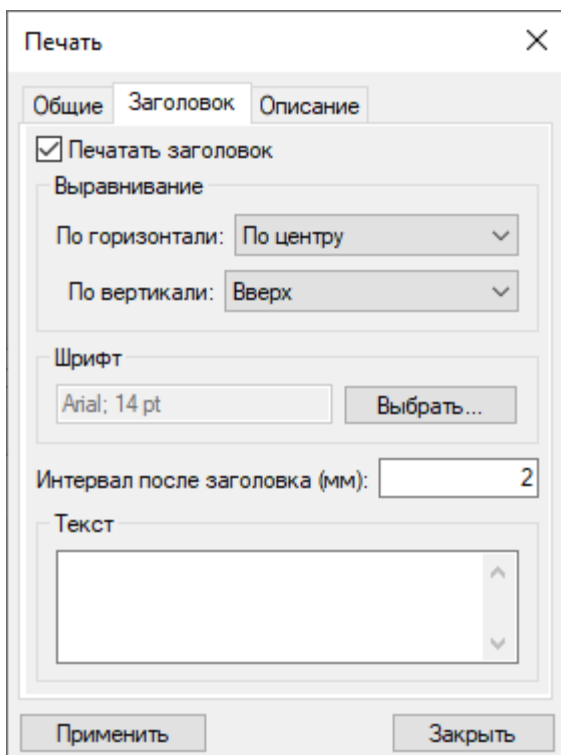 Печать
Общие Заголовок Описание
Печатать заголовок
Выравнивание
По горизонтали: По центру
По вертикали: Вверх
Шрифт
Arial; 14 pt Выбрать...
Интервал после заголовка (мм): 2
Текст
Применить Закрыть